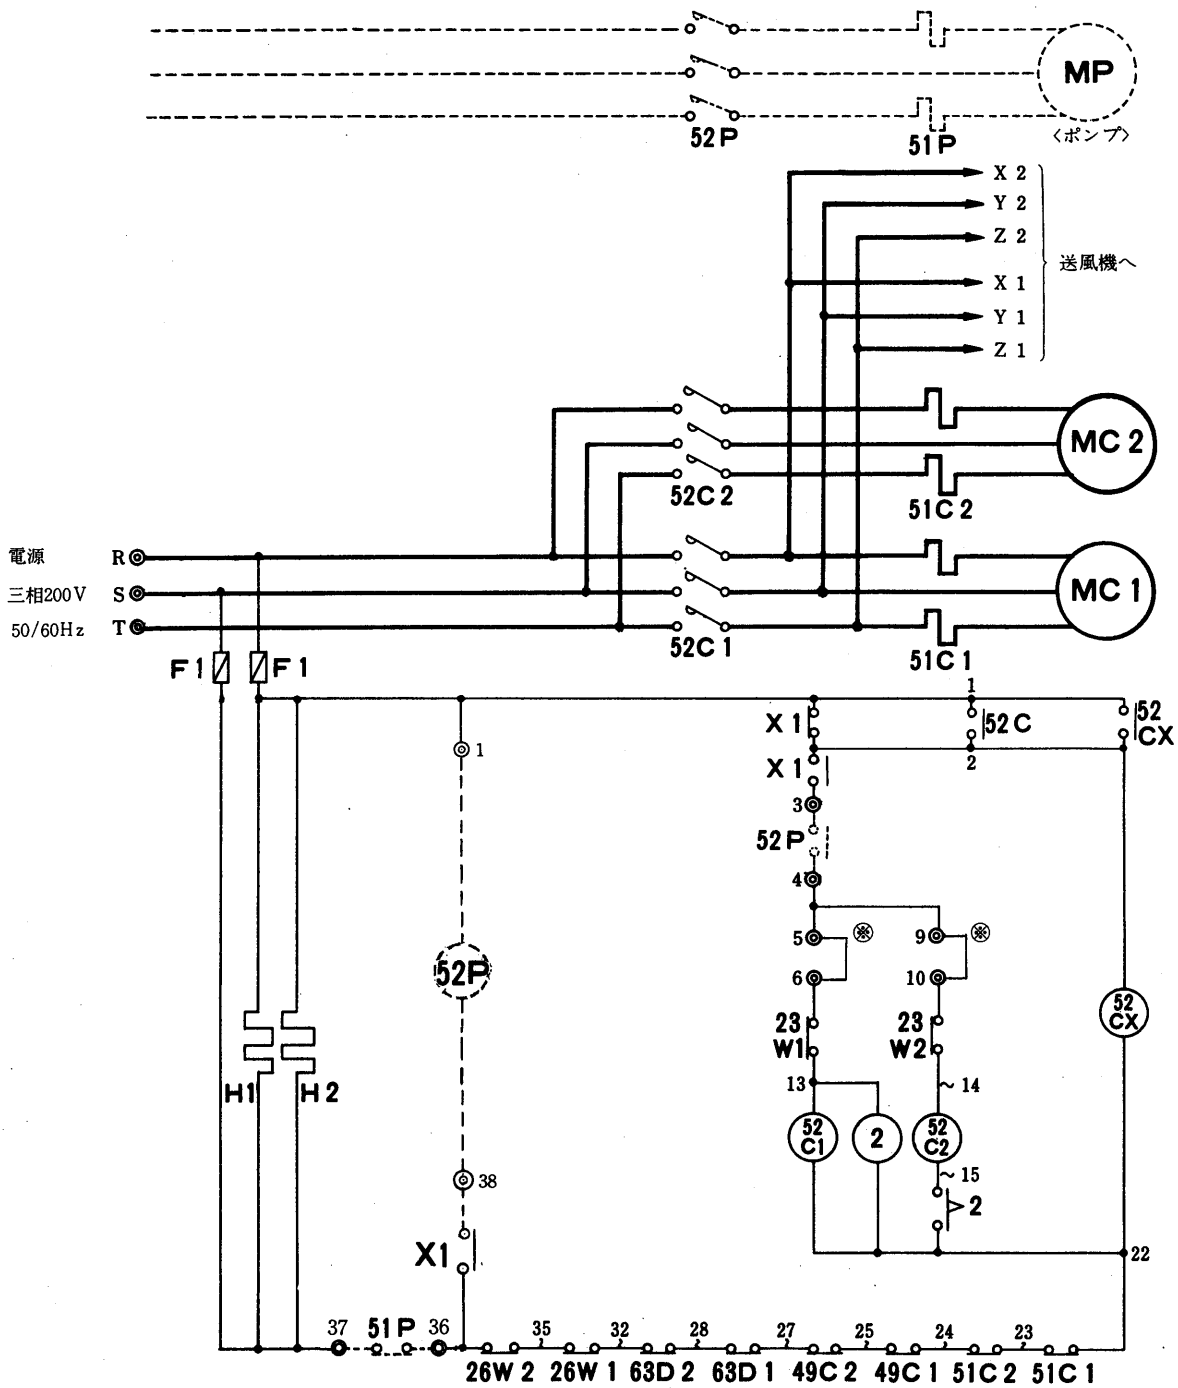 MP
52P
51P
〈ポンプ〉
X 2
Y 2
Z 2
送風機へ
X 1
Y 1
Z 1
MC 2
52C 2
51C 2
電源
R
三相200V
S
MC 1
50/60Hz
T
52C 1
51C 1
F 1
F 1
1
X 1
52C
52
CX
1
2
X 1
3
52P
4
5
※
9
※
6
10
52P
23
W1
23
W2
52
CX
H1
H2
13
14
52
C1
2
52
C2
38
15
2
X1
22
37
51P
36
35
32
28
27
25
24
23
26W 2
26W 1
63D 2
63D 1
49C 2
49C 1
51C 2
51C 1